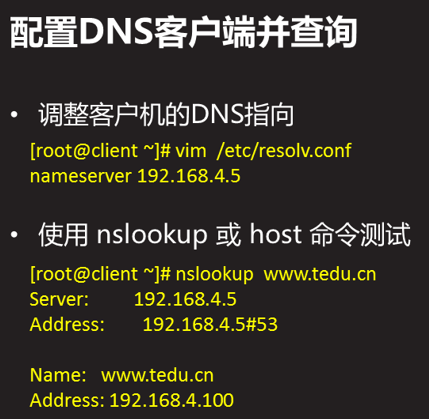 配置DNS客户端并查询
• 调整客户机的DNS指向
[root@client ~]# vim /etc/resolv.conf
nameserver 192.168.4.5
• 使用 nslookup 或 host 命令测试
[root@client ~]# nslookup www.tedu.cn
Server: 192.168.4.5
Address: 192.168.4.5#53
Name: www.tedu.cn
Address: 192.168.4.100